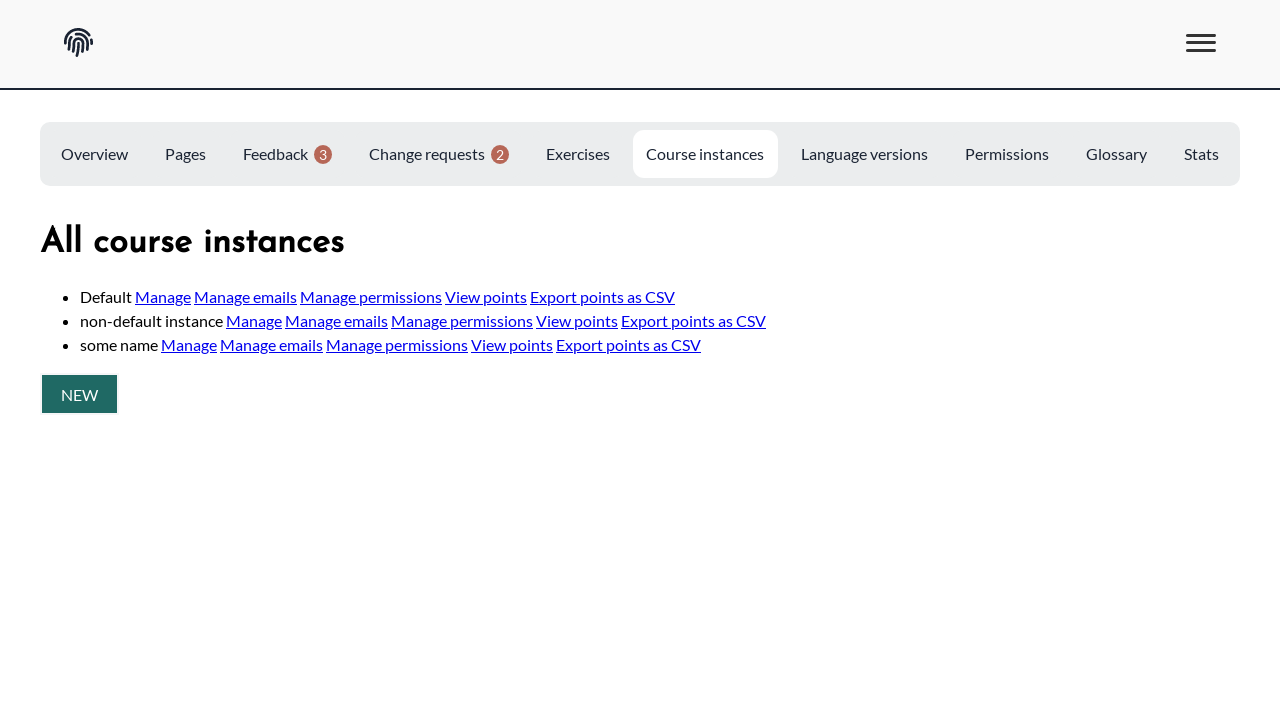 Overview Pages Feedback 3 Change requests 2 Exercises Course instances Language versions Permissions Glossary Stats
All course instances
Default Manage Manage emails Manage permissions View points Export points as CSV
non-default instance Manage Manage emails Manage permissions View points Export points as CSV
some name Manage Manage emails Manage permissions View points Export points as CSV
NEW